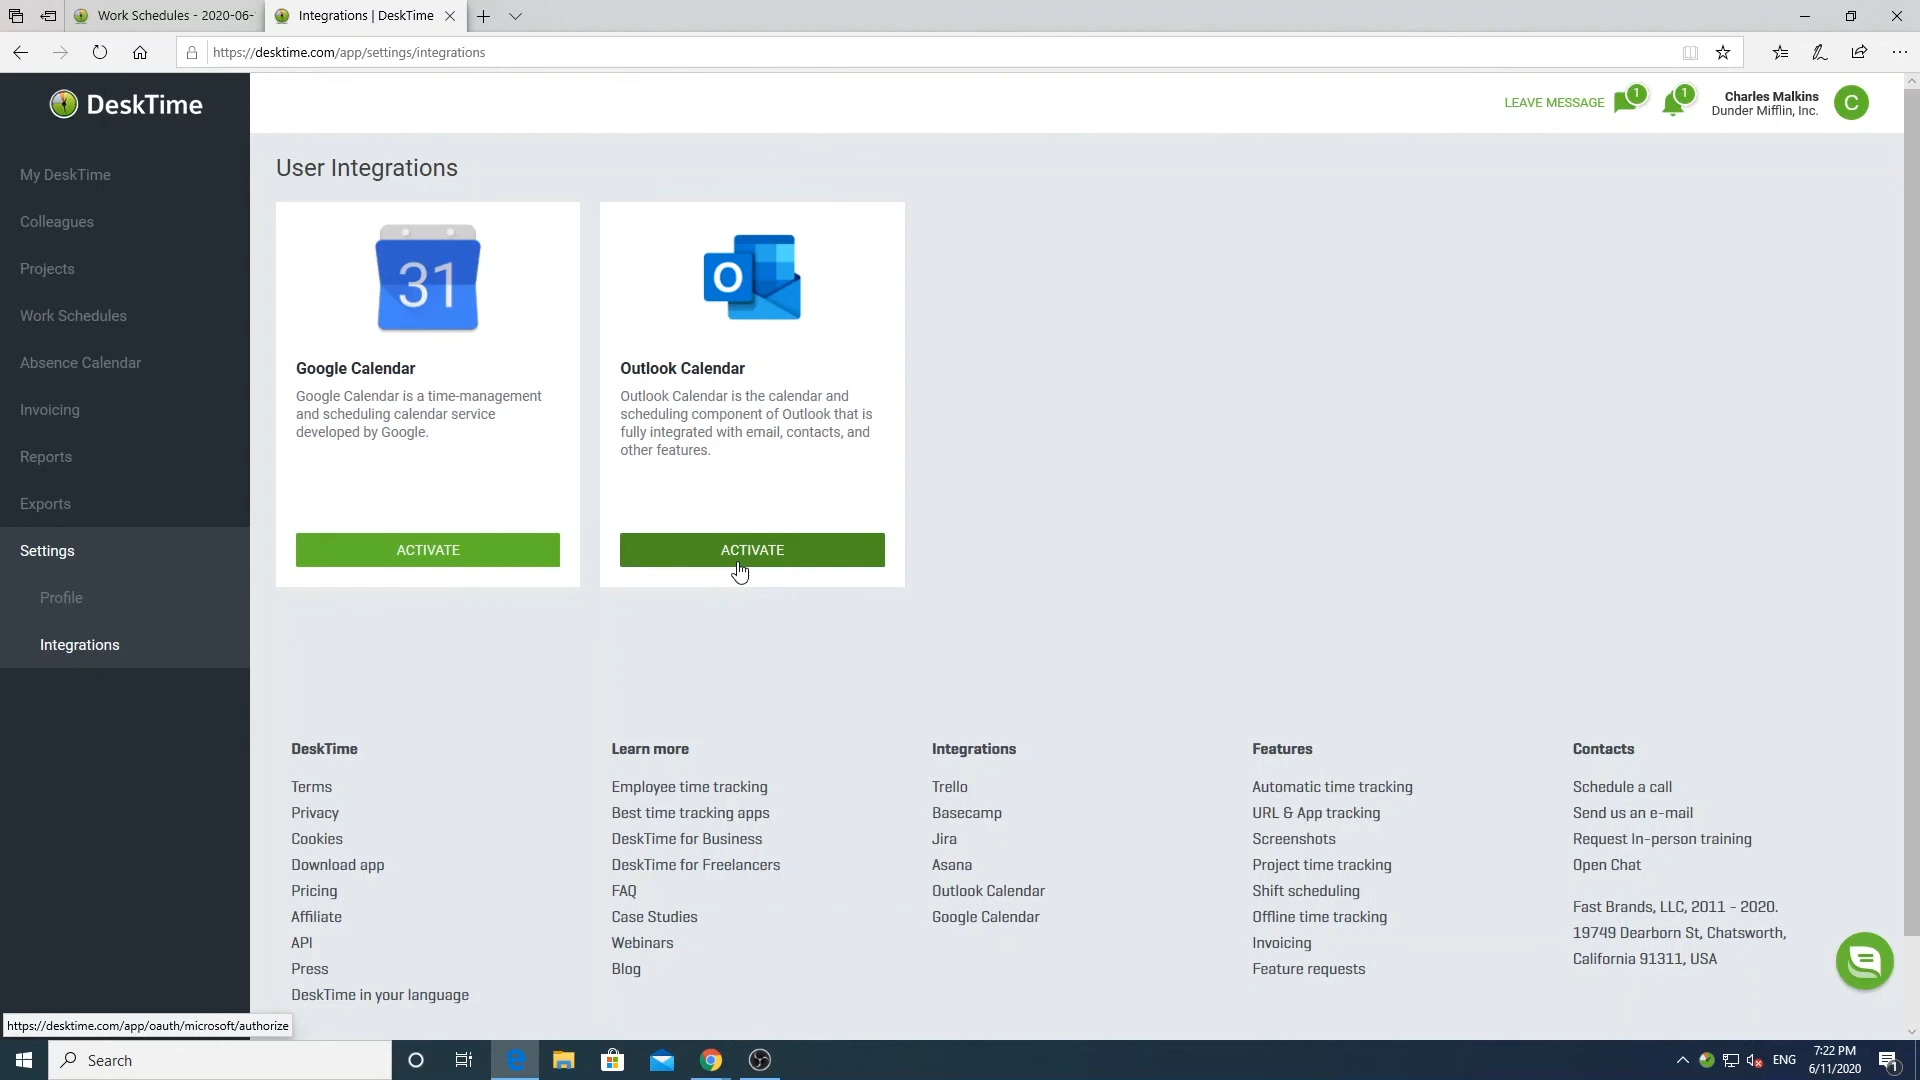 Work Schedules - 2020-06-
Integrations | DeskTime
https://desktime.com/app/settings/integrations
DeskTime
LEAVE MESSAGE
1
1
Charles Malkins
Dunder Mifflin, Inc.
C
My DeskTime
Colleagues
Projects
Work Schedules
Absence Calendar
Invoicing
Reports
Exports
Settings
Profile
Integrations
User Integrations
31
Google Calendar
Google Calendar is a time-management
and scheduling calendar service
developed by Google.
ACTIVATE
O
Outlook Calendar
Outlook Calendar is the calendar and
scheduling component of Outlook that is
fully integrated with email, contacts, and
other features.
ACTIVATE
DeskTime
Terms
Privacy
Cookies
Download app
Pricing
Affiliate
API
Press
DeskTime in your language
Learn more
Employee time tracking
Best time tracking apps
DeskTime for Business
DeskTime for Freelancers
FAQ
Case Studies
Webinars
Blog
Integrations
Trello
Basecamp
Jira
Asana
Outlook Calendar
Google Calendar
Features
Automatic time tracking
URL & App tracking
Screenshots
Project time tracking
Shift scheduling
Offline time tracking
Invoicing
Feature requests
Contacts
Schedule a call
Send us an e-mail
Request In-person training
Open Chat
Fast Brands, LLC, 2011 - 2020.
19749 Dearborn St, Chatsworth,
California 91311, USA
https://desktime.com/app/oauth/microsoft/authorize
Search
ENG
7:22 PM
6/11/2020
1